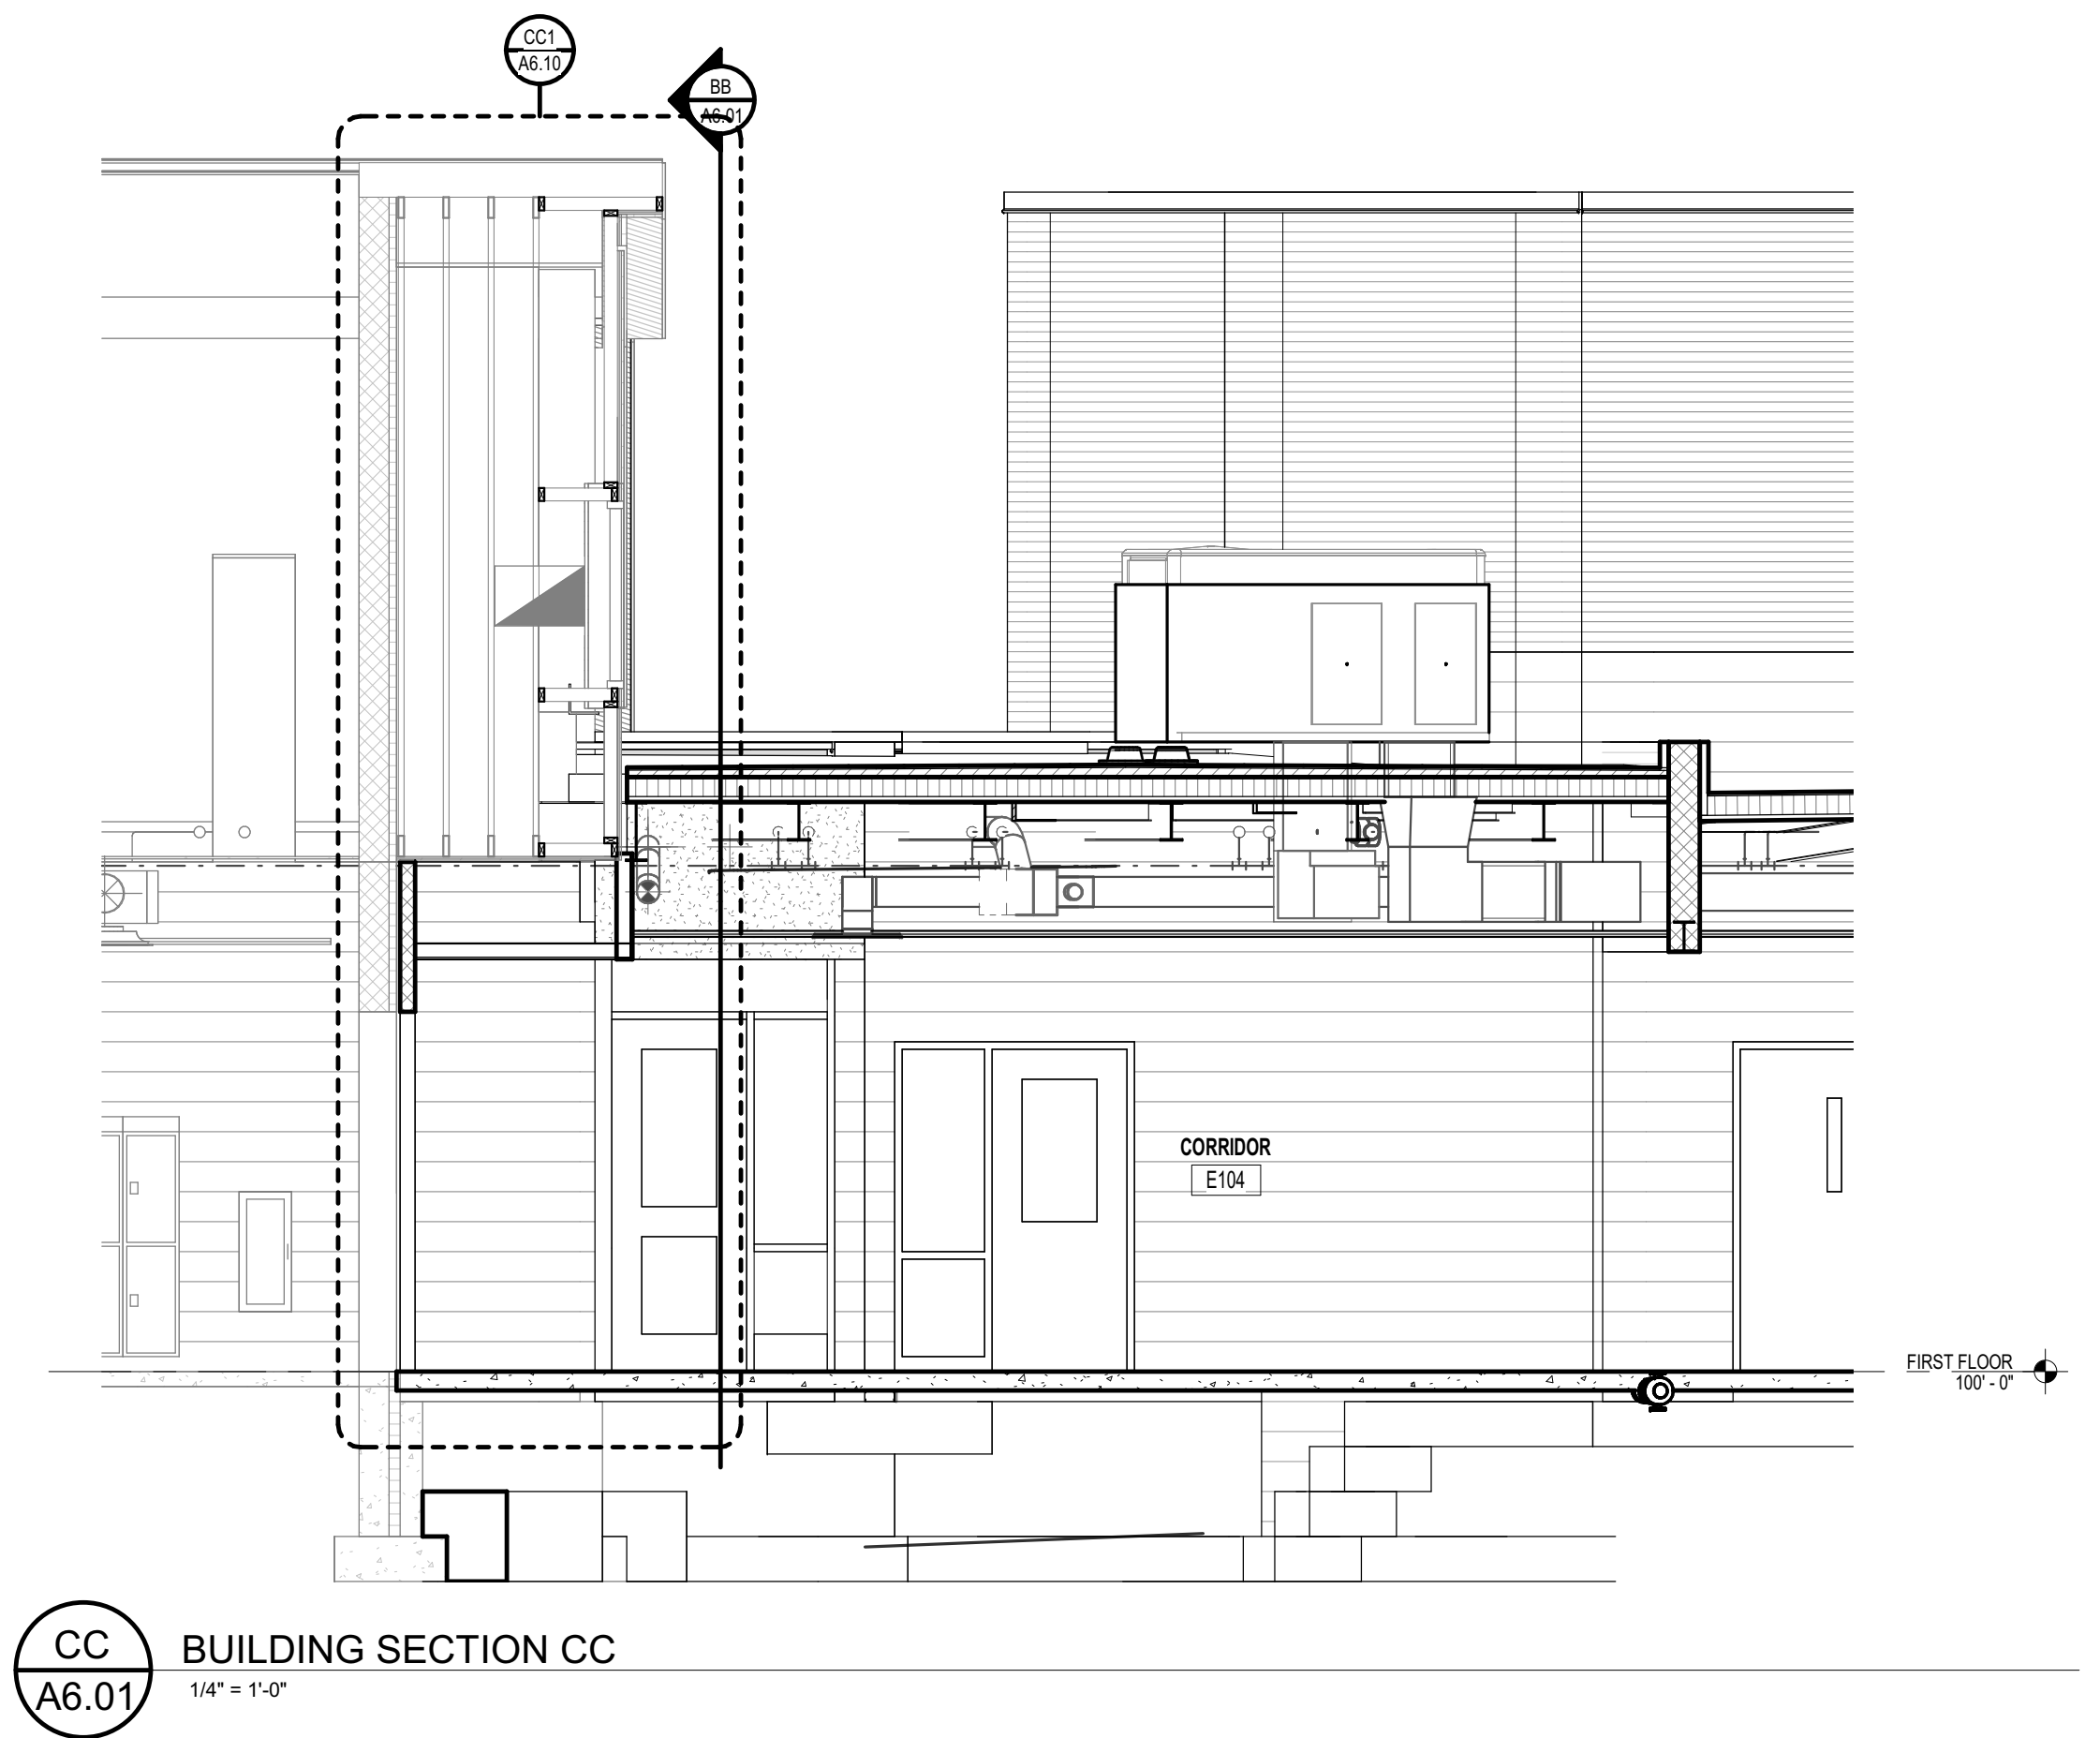 CC1
A6.10
BB
A6.01
CORRIDOR
E104
FIRST FLOOR
100' - 0"
CC
A6.01
BUILDING SECTION CC
1/4" = 1'-0"